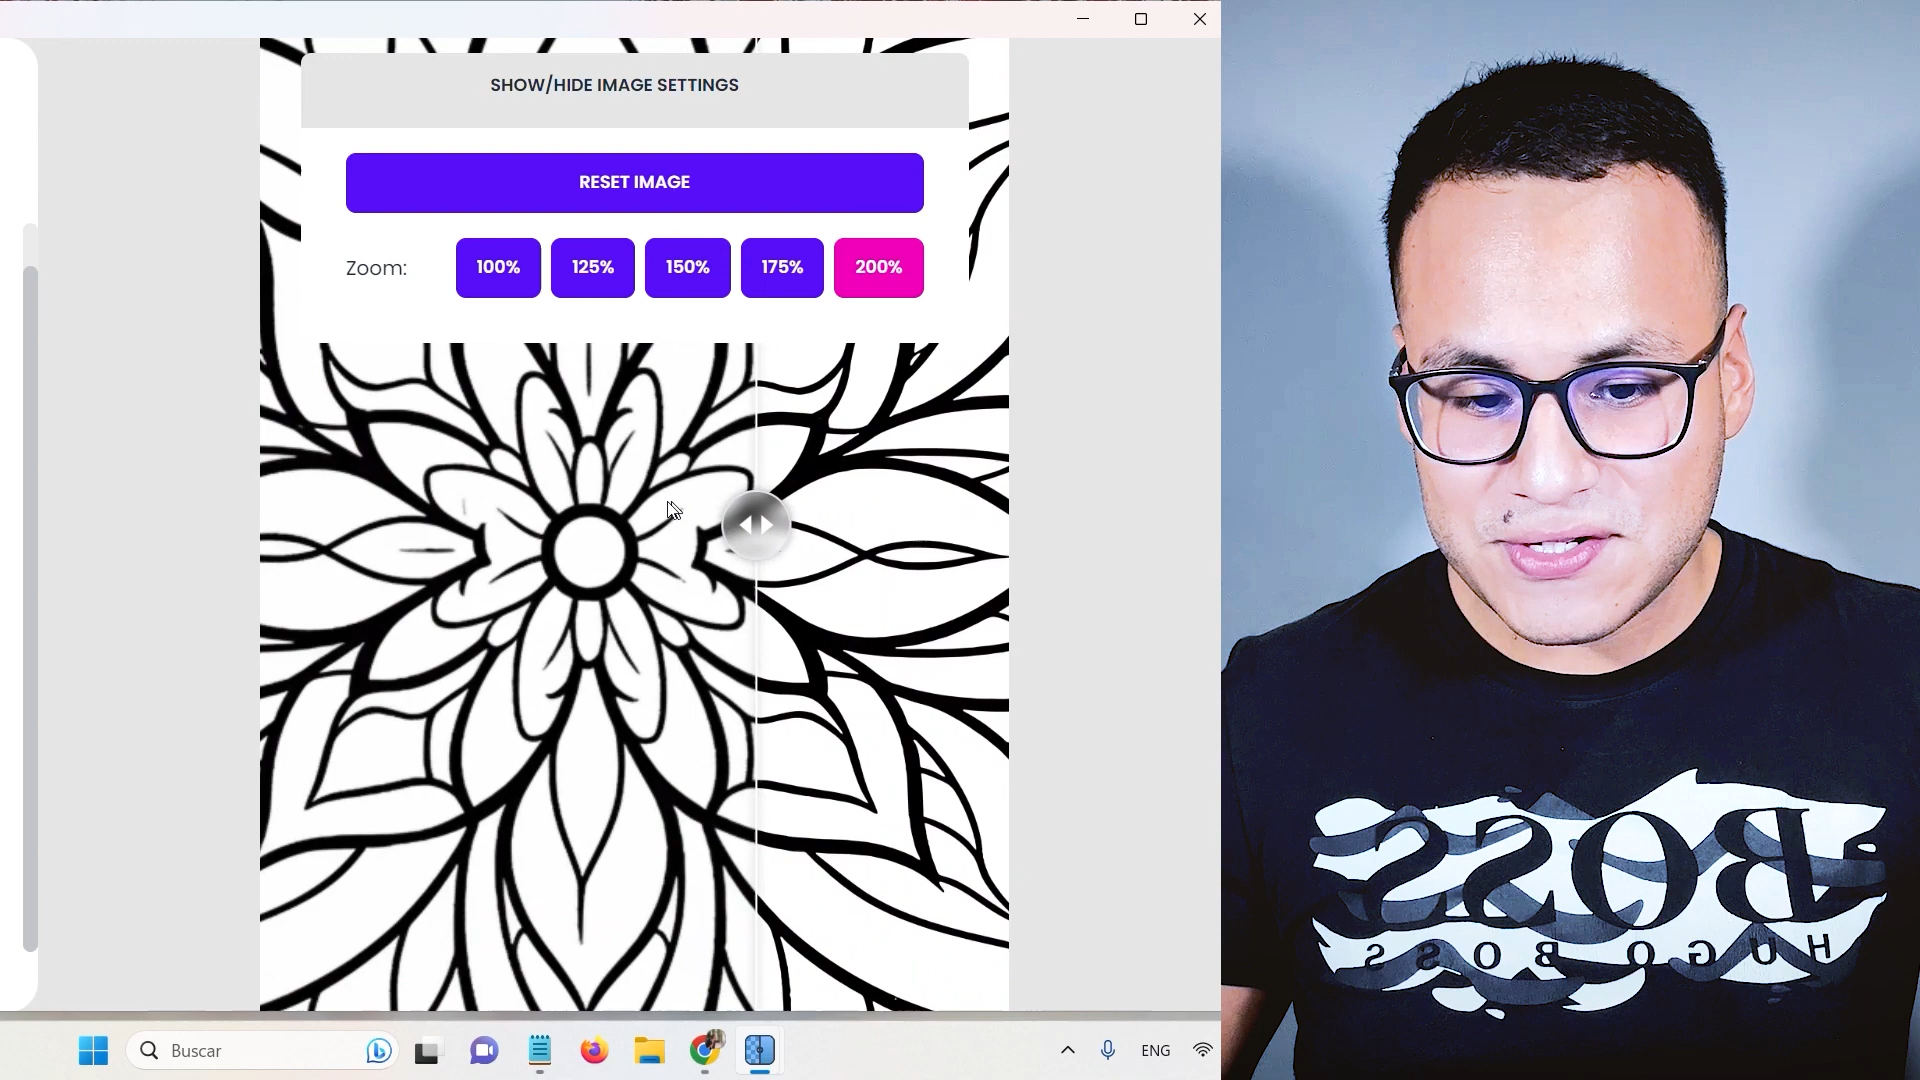 SHOW/HIDE IMAGE SETTINGS
RESET IMAGE
Zoom:
100%
125%
150%
175%
200%
BOSS
HUGO BOSS
Buscar
ENG